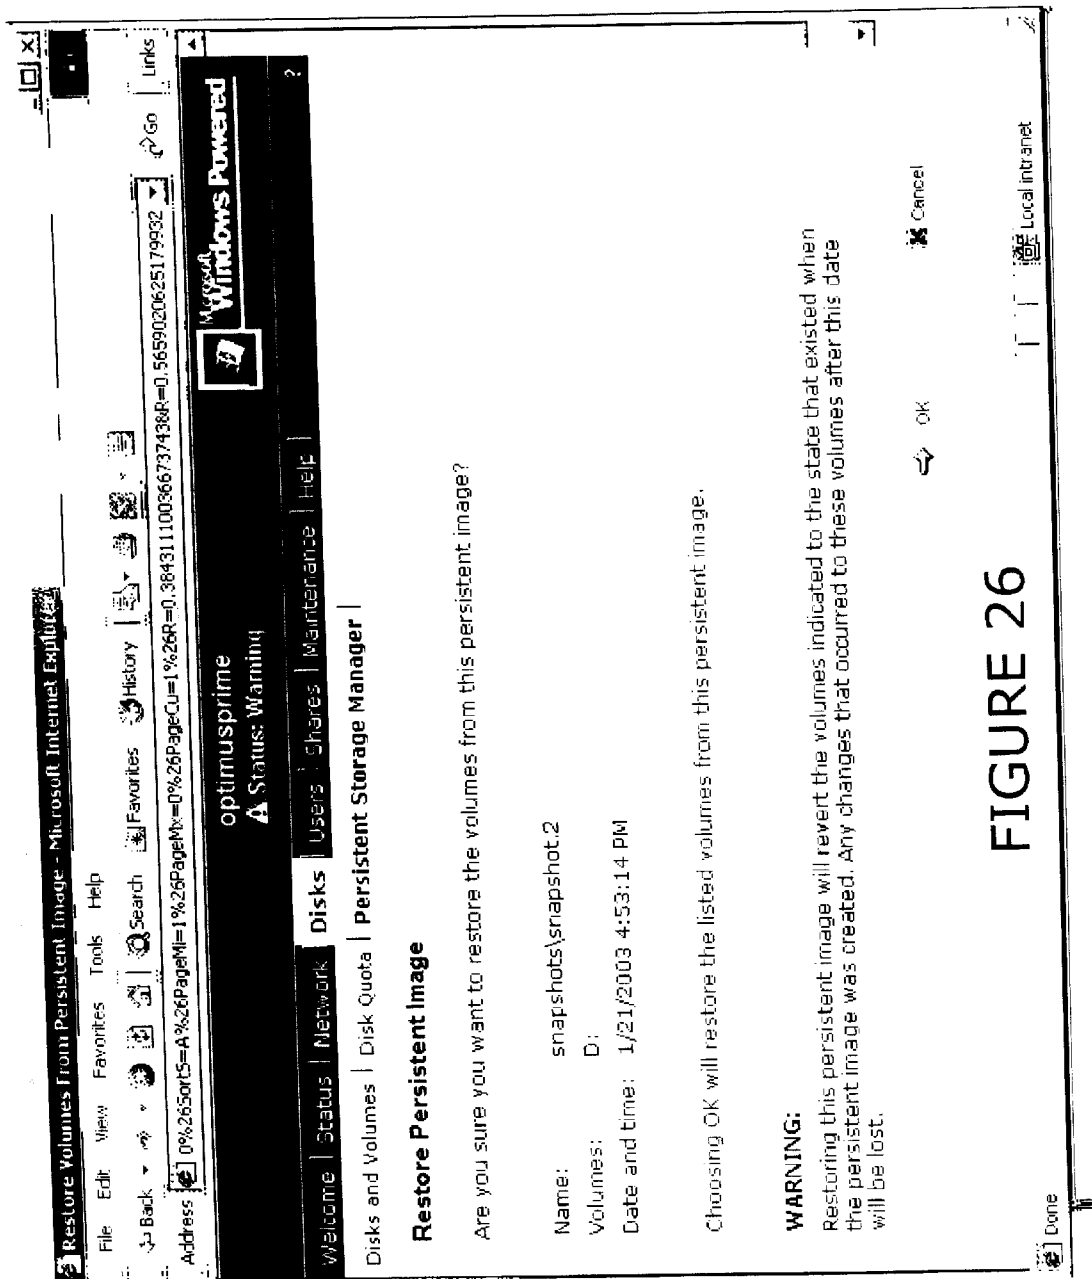 Restore Volumes From Persistent Image - Microsoft Internet Explorer
File Edit View Favorites Tools Help
Back Search Favorites History
Address 0%26SortS=A%26PageMi=1%26PageMx=0%26PageCu=1%26R=0.38431110036673743&R=0.5659020625179932 Go Links
optimusprime
Status: Warning
Microsoft
Windows Powered
Welcome | Status | Network | Disks | Users | Shares | Maintenance | Help | ?
Disks and Volumes | Disk Quota | Persistent Storage Manager |
Restore Persistent Image
Are you sure you want to restore the volumes from this persistent image?
Name: snapshots\snapshot.2
Volumes: D:
Date and time: 1/21/2003 4:53:14 PM
Choosing OK will restore the listed volumes from this persistent image.
WARNING:
Restoring this persistent image will revert the volumes indicated to the state that existed when
the persistent image was created. Any changes that occurred to these volumes after this date
will be lost.
OK Cancel
Done Local intranet
FIGURE 26